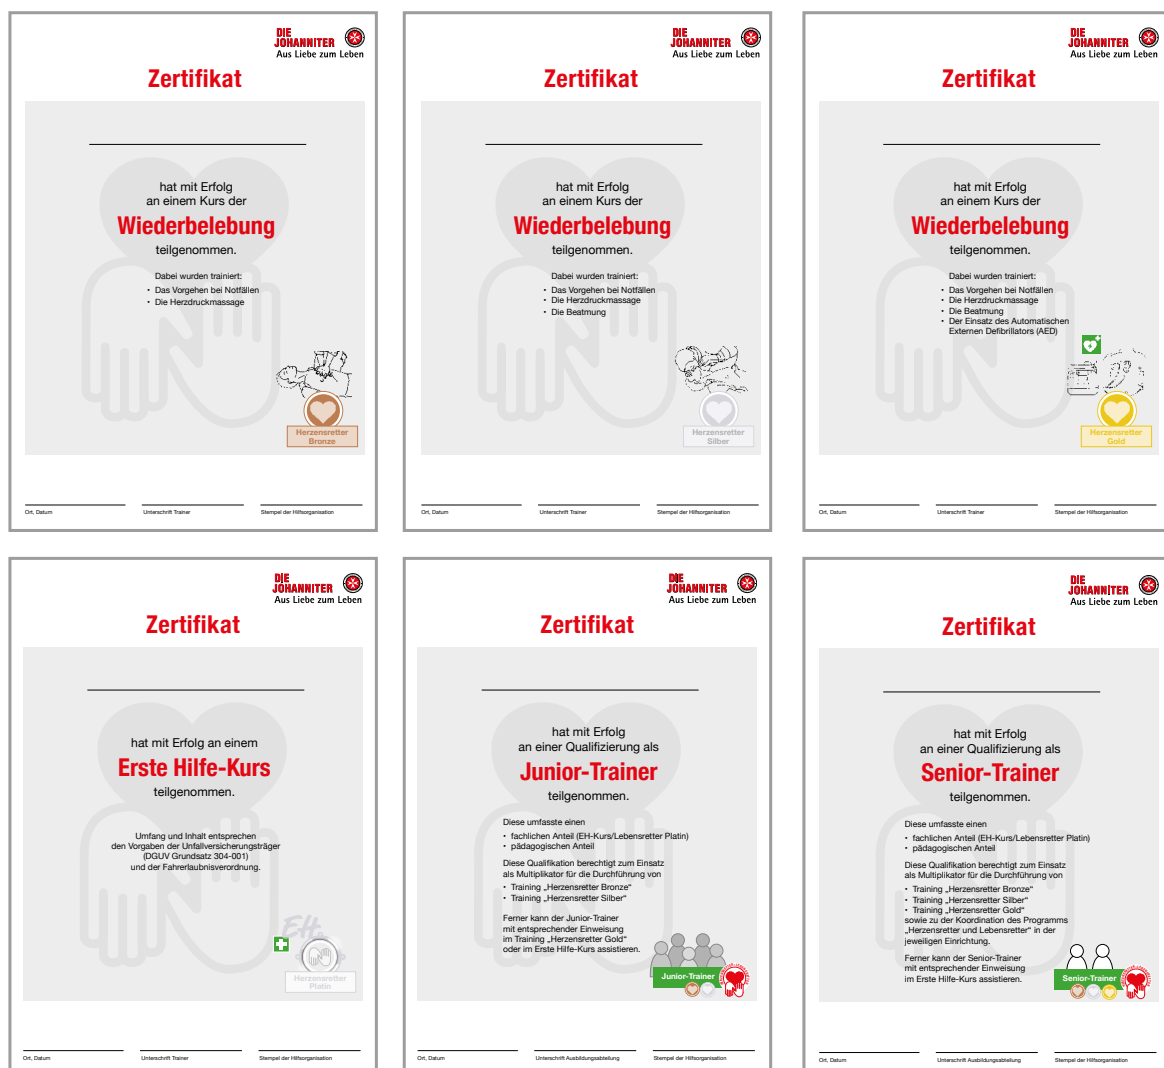 DIE
JOHANNITER
Aus Liebe zum Leben
Zertifikat
hat mit Erfolg
an einem Kurs der
Wiederbelebung
teilgenommen.
Dabei wurden trainiert:
• Das Vorgehen bei Notfällen
• Die Herzdruckmassage
Herzensretter
Bronze
Ort, Datum
Unterschrift Trainer
Stempel der Hilfsorganisation
DIE
JOHANNITER
Aus Liebe zum Leben
Zertifikat
hat mit Erfolg
an einem Kurs der
Wiederbelebung
teilgenommen.
Dabei wurden trainiert:
• Das Vorgehen bei Notfällen
• Die Herzdruckmassage
• Die Beatmung
Herzensretter
Silber
Ort, Datum
Unterschrift Trainer
Stempel der Hilfsorganisation
DIE
JOHANNITER
Aus Liebe zum Leben
Zertifikat
hat mit Erfolg
an einem Kurs der
Wiederbelebung
teilgenommen.
Dabei wurden trainiert:
• Das Vorgehen bei Notfällen
• Die Herzdruckmassage
• Die Beatmung
• Der Einsatz des Automatischen
Externen Defibrillators (AED)
Herzensretter
Gold
Ort, Datum
Unterschrift Trainer
Stempel der Hilfsorganisation
DIE
JOHANNITER
Aus Liebe zum Leben
Zertifikat
hat mit Erfolg an einem
Erste Hilfe-Kurs
teilgenommen.
Umfang und Inhalt entsprechen
den Vorgaben der Unfallversicherungsträger
(DGUV Grundsatz 304-001)
und der Fahrerlaubnisverordnung.
EH
Herzensretter
Platin
Ort, Datum
Unterschrift Trainer
Stempel der Hilfsorganisation
DIE
JOHANNITER
Aus Liebe zum Leben
Zertifikat
hat mit Erfolg
an einer Qualifizierung als
Junior-Trainer
teilgenommen.
Diese umfasste einen
• fachlichen Anteil (EH-Kurs/Lebensretter Platin)
• pädagogischen Anteil
Diese Qualifikation berechtigt zum Einsatz
als Multiplikator für die Durchführung von
• Training „Herzensretter Bronze“
• Training „Herzensretter Silber“
Ferner kann der Junior-Trainer
mit entsprechender Einweisung
im Training „Herzensretter Gold“
oder im Erste Hilfe-Kurs assistieren.
Junior-Trainer
Ort, Datum
Unterschrift Ausbildungsabteilung
Stempel der Hilfsorganisation
DIE
JOHANNITER
Aus Liebe zum Leben
Zertifikat
hat mit Erfolg
an einer Qualifizierung als
Senior-Trainer
teilgenommen.
Diese umfasste einen
• fachlichen Anteil (EH-Kurs/Lebensretter Platin)
• pädagogischen Anteil
Diese Qualifikation berechtigt zum Einsatz
als Multiplikator für die Durchführung von
• Training „Herzensretter Bronze“
• Training „Herzensretter Silber“
• Training „Herzensretter Gold“
sowie zu der Koordination des Programms
„Herzensretter und Lebensretter“ in der
jeweiligen Einrichtung.
Ferner kann der Senior-Trainer
mit entsprechender Einweisung
im Erste Hilfe-Kurs assistieren.
Senior-Trainer
Ort, Datum
Unterschrift Ausbildungsabteilung
Stempel der Hilfsorganisation